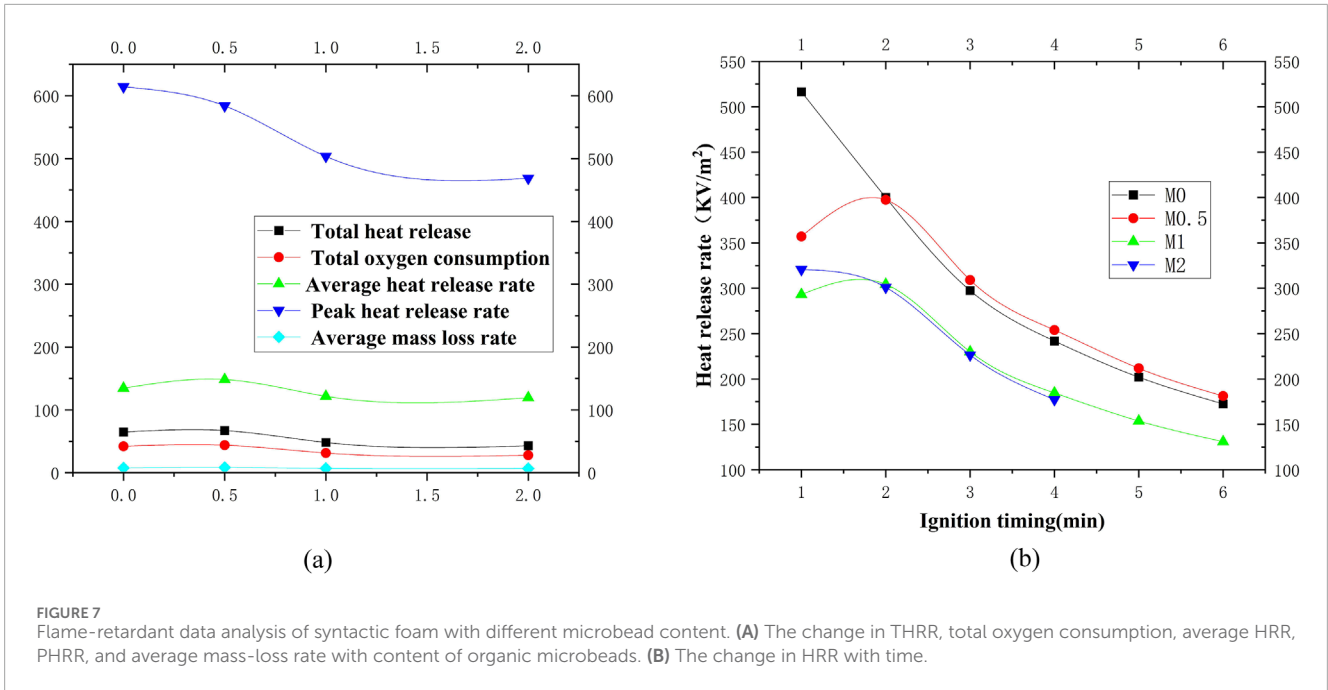 0.0 0.5 1.0 1.5 2.0
600 600
500 500
400 400
300 300
200 200
100 100
0 0
0.0 0.5 1.0 1.5 2.0
Total heat release
Total oxygen consumption
Average heat release rate
Peak heat release rate
Average mass loss rate
(a)
1 2 3 4 5 6
550 550
500 500
450 450
400 400
350 350
300 300
250 250
200 200
150 150
100 100
1 2 3 4 5 6
Heat release rate（KV/m²)
M0
M0.5
M1
M2
Ignition timing(min)
(b)
FIGURE 7
Flame-retardant data analysis of syntactic foam with different microbead content. (A) The change in THRR, total oxygen consumption, average HRR,
PHRR, and average mass-loss rate with content of organic microbeads. (B) The change in HRR with time.